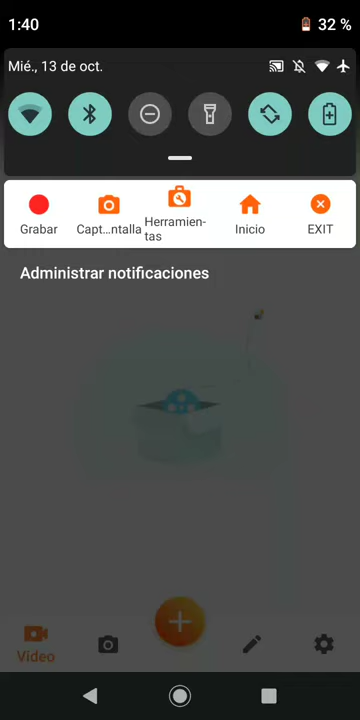 1:40
32 %
Mié., 13 de oct.
Grabar
Capt...ntalla
Herramien-
tas
Inicio
EXIT
Administrar notificaciones
Video